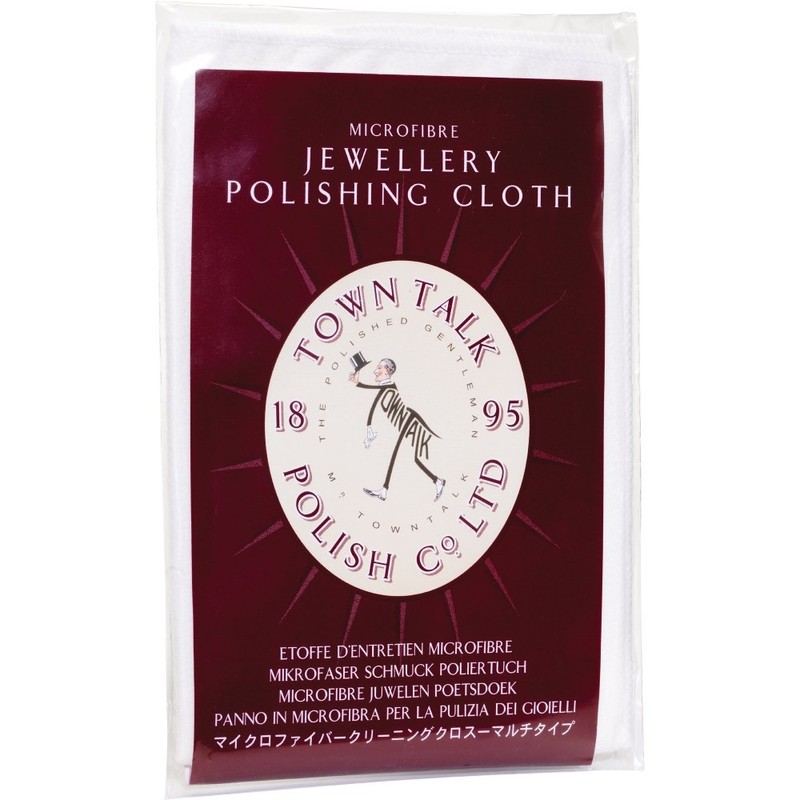 MICROFIBRE
JEWELLERY
POLISHING CLOTH
TOWN TALK
THE POLISHED GENTLEMAN
TOWNTALK
18 95
MR TOWNTALK
POLISH Co LTD
ETOFFE D'ENTRETIEN MICROFIBRE
MIKROFASER SCHMUCK POLIERTUCH
MICROFIBRE JUWELEN POETSDOEK
PANNO IN MICROFIBRA PER LA PULIZIA DEI GIOIELLI
マイクロファイバークリーニングクロスーマルチタイプ